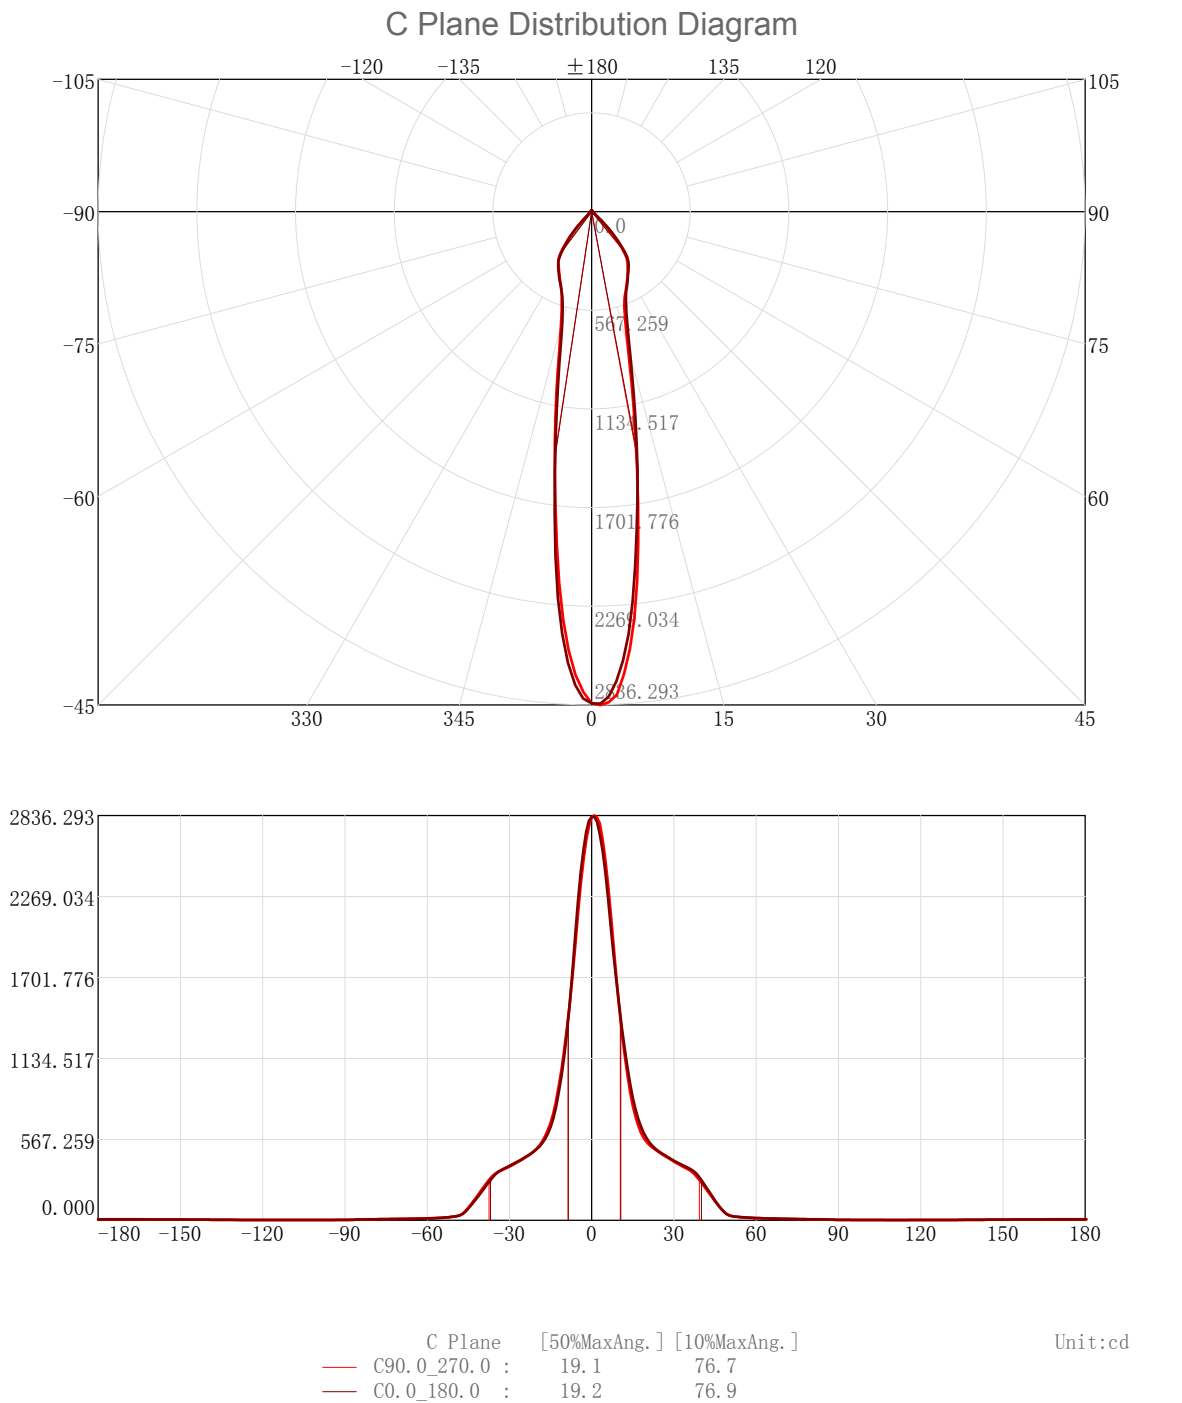 C Plane Distribution Diagram
-120 -135 ±180 135 120
-105 105
-90 90
0.0
567.259
-75 75
1134.517
-60 60
1701.776
2269.034
2836.293
-45
330 345 0 15 30 45
2836.293
2269.034
1701.776
1134.517
567.259
0.000
-180 -150 -120 -90 -60 -30 0 30 60 90 120 150 180
C Plane [50%MaxAng.] [10%MaxAng.] Unit:cd
C90.0_270.0 : 19.1 76.7
C0.0_180.0 : 19.2 76.9